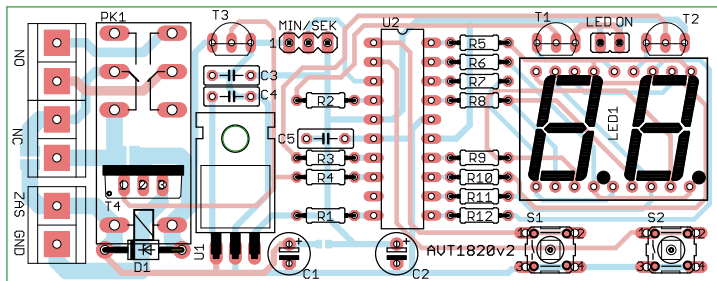 PK1
T3
MIN/SEK
U2
T1
LED ON
T2
1
R5
R6
R7
R8
NO
C3
C4
R2
LED1
NC
C5
R3
R4
R9
R10
R11
R12
1 2 3
T4
ZAS
GND
R1
S1
S2
D1
U1
C1
C2
AVT1820v2
1 2
3 4
1 2
3 4